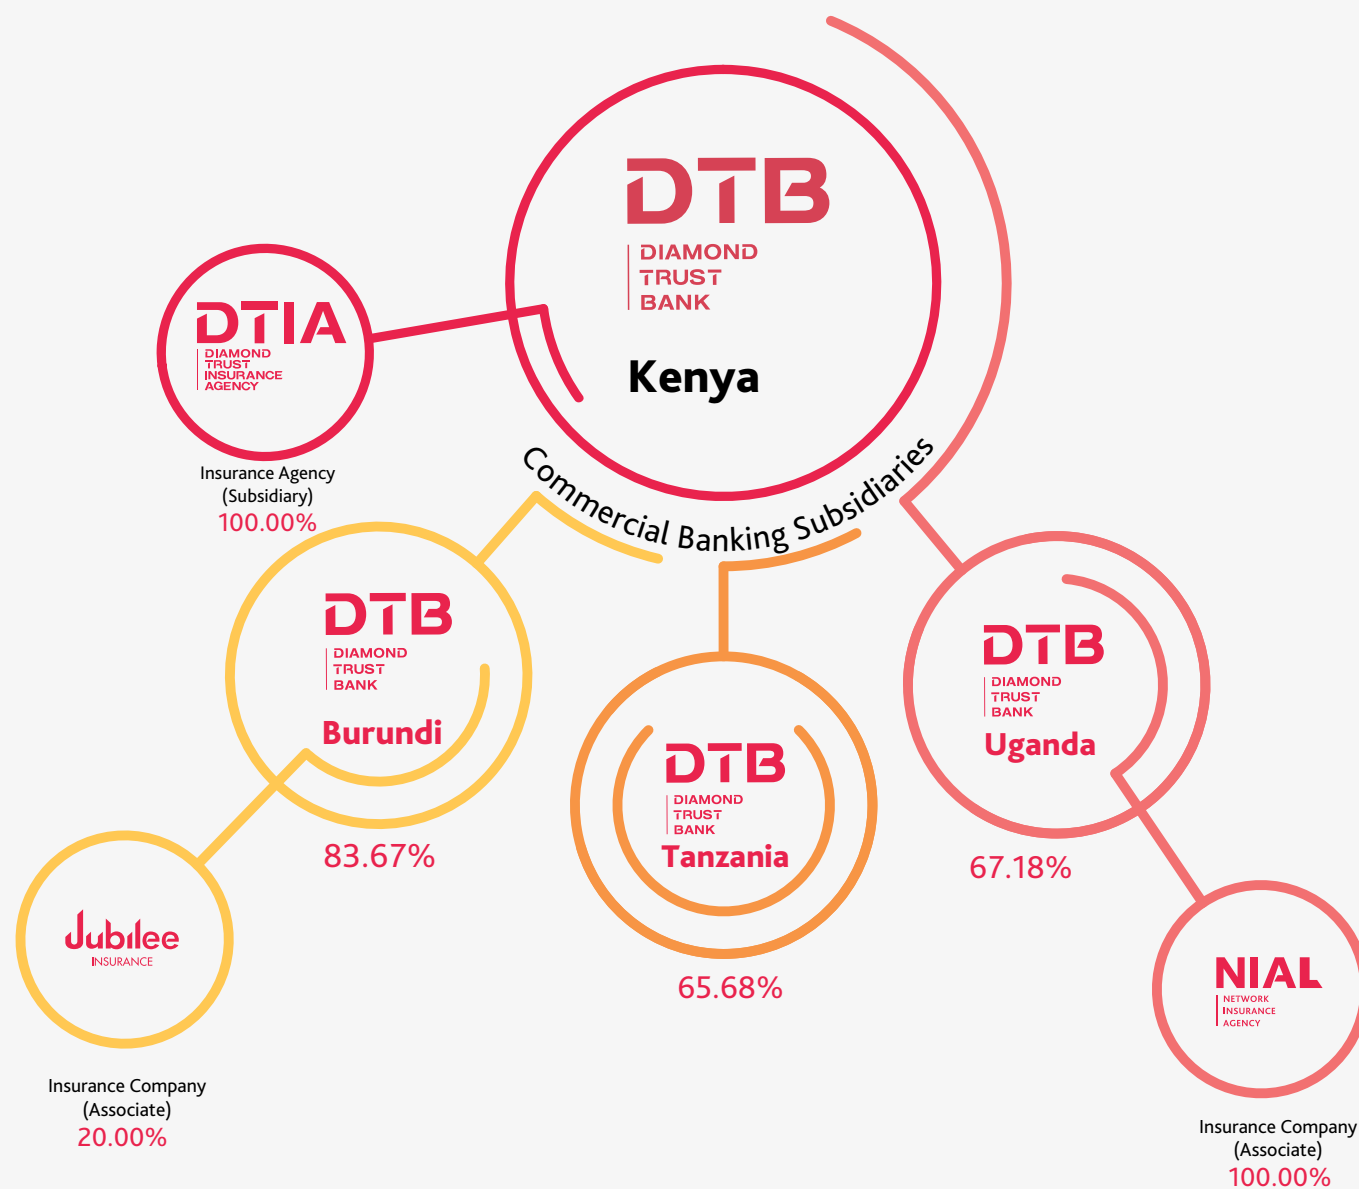 DTB
DIAMOND
TRUST
BANK
Kenya
DTIA
DIAMOND
TRUST
INSURANCE
AGENCY
Insurance Agency
(Subsidiary)
100.00%
Commercial Banking Subsidiaries
DTB
DIAMOND
TRUST
BANK
Burundi
83.67%
DTB
DIAMOND
TRUST
BANK
Tanzania
65.68%
DTB
DIAMOND
TRUST
BANK
Uganda
67.18%
Jubilee
INSURANCE
Insurance Company
(Associate)
20.00%
NIAL
NETWORK
INSURANCE
AGENCY
Insurance Company
(Associate)
100.00%